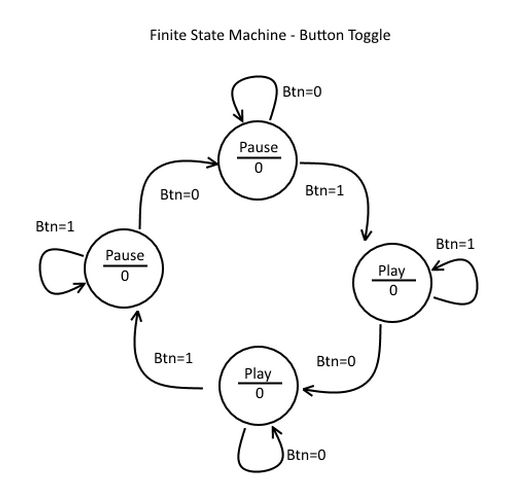 Finite State Machine - Button Toggle
Btn=0
Pause
0
Btn=0
Btn=1
Btn=1
Btn=1
Pause
0
Play
0
Btn=1
Btn=0
Play
0
Btn=0